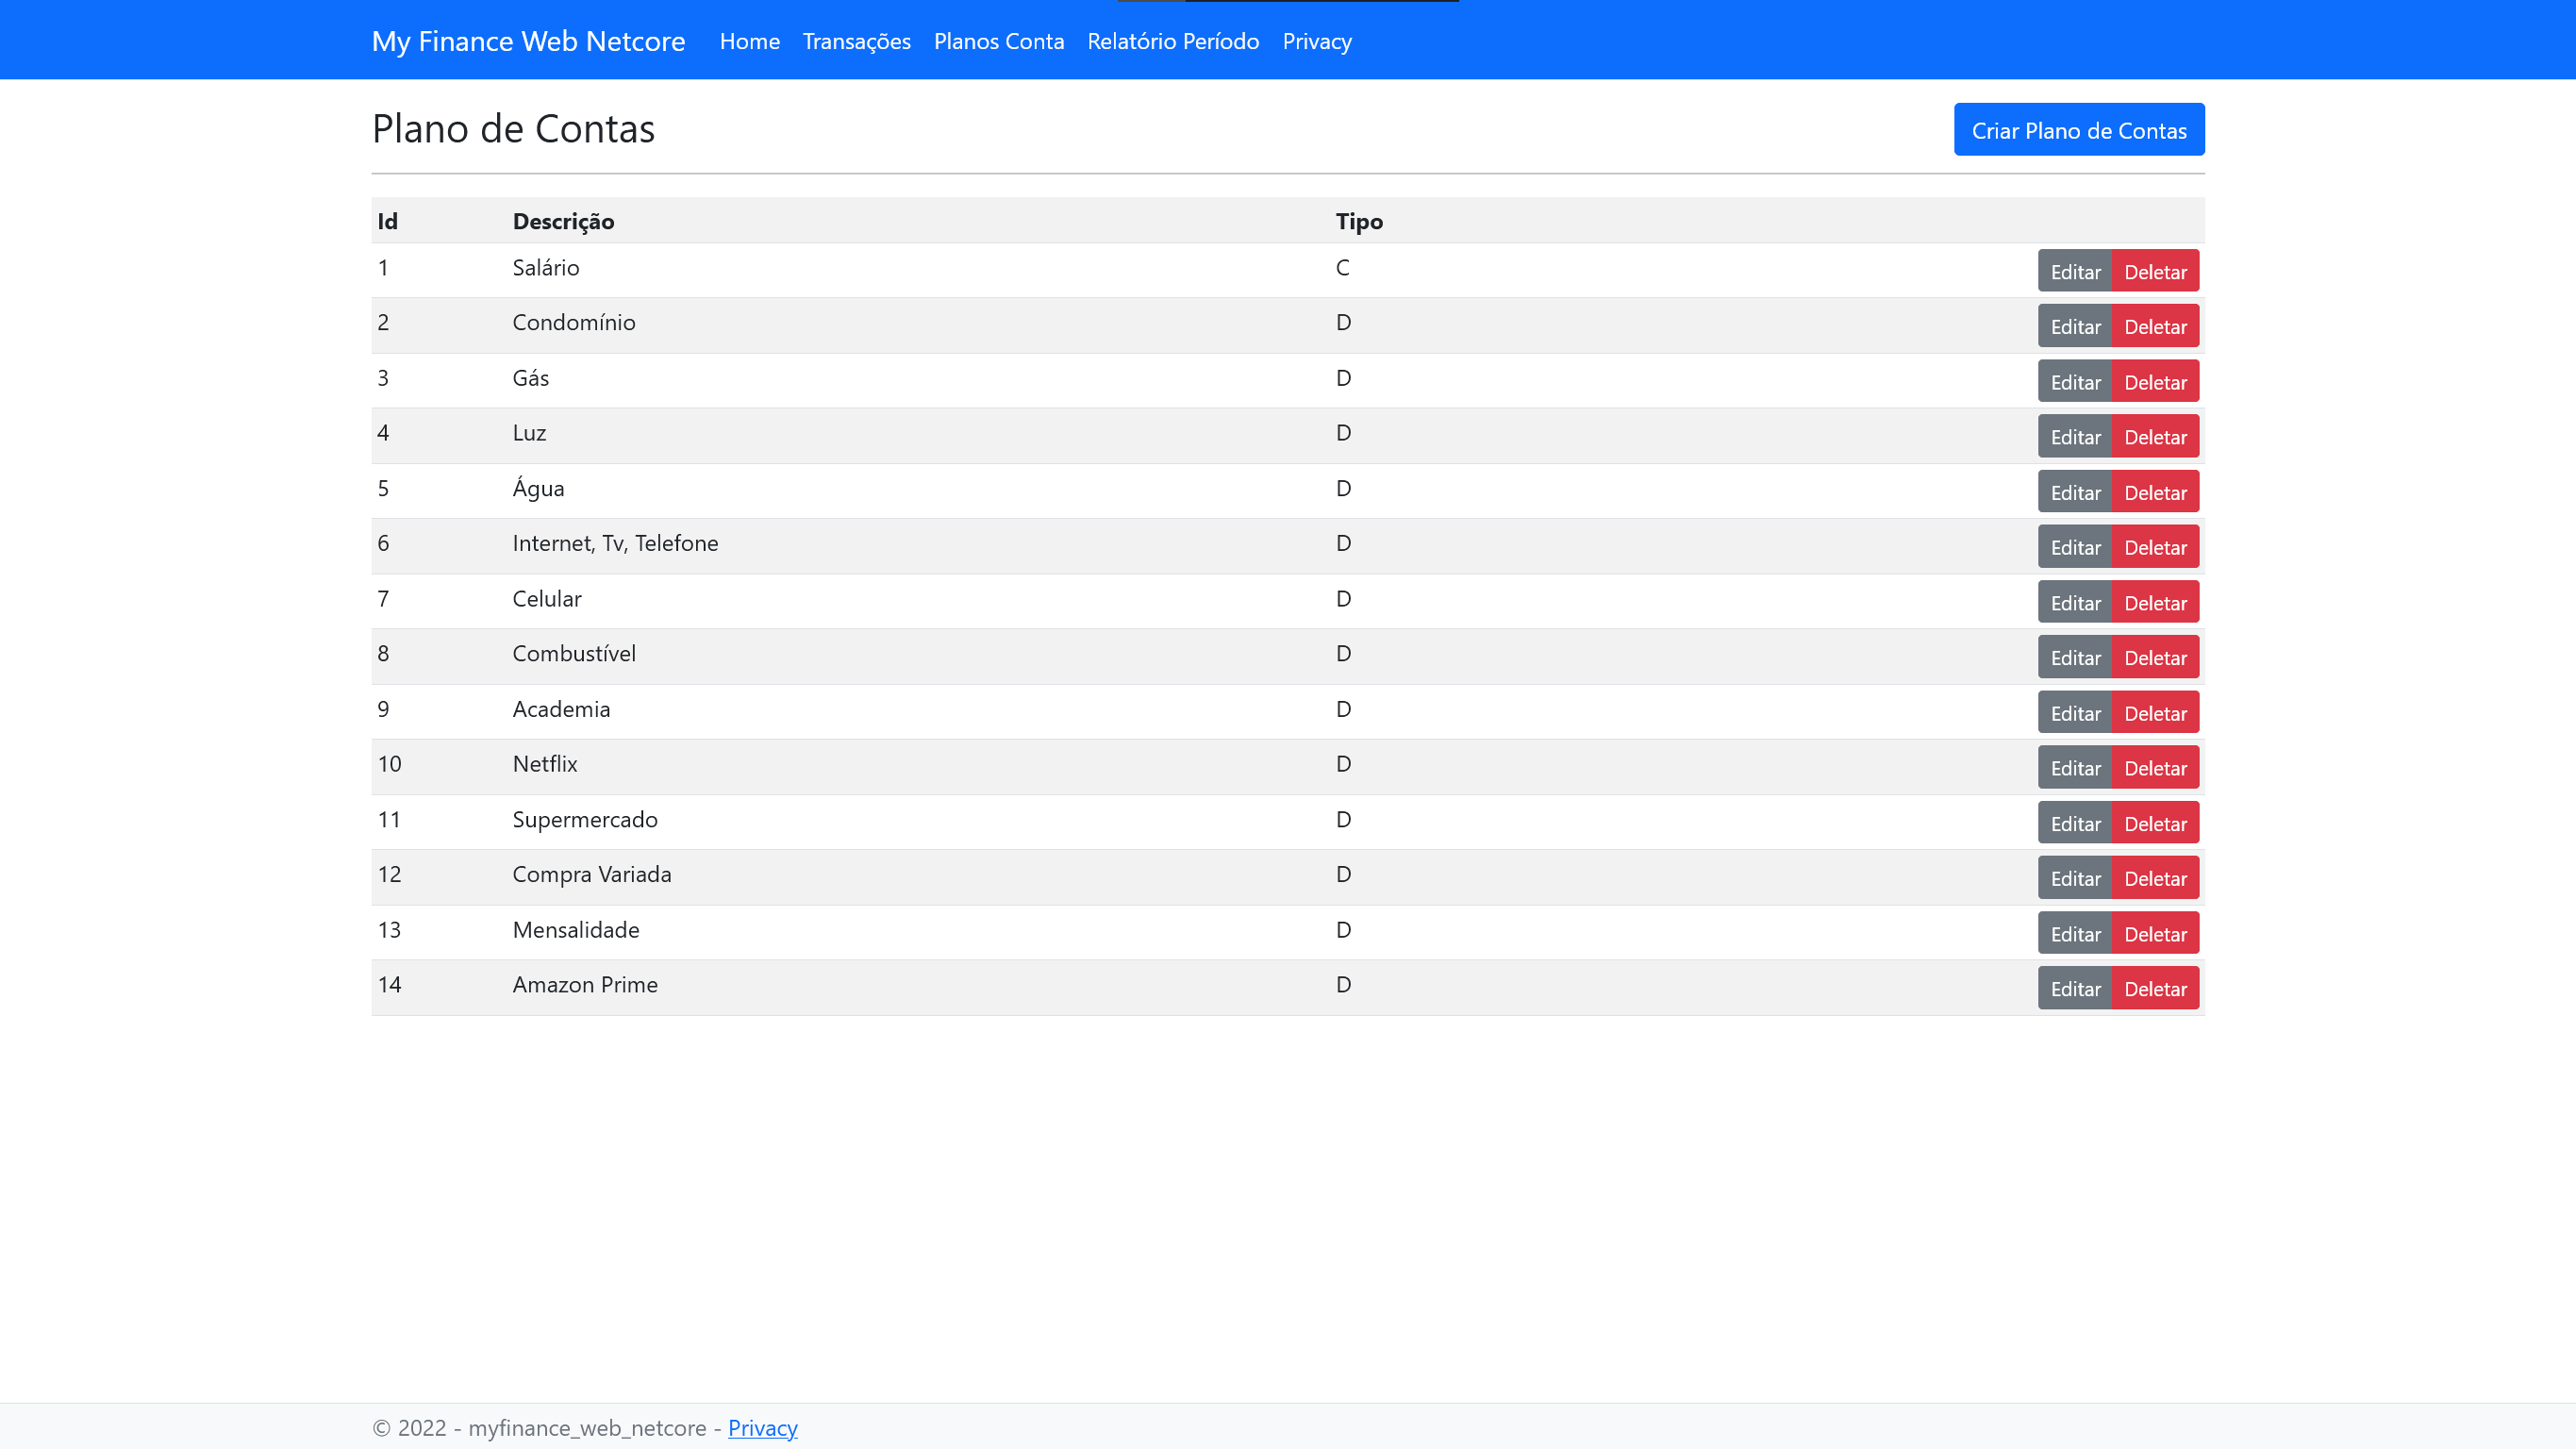 My Finance Web Netcore Home Transações Planos Conta Relatório Período Privacy
Plano de Contas Criar Plano de Contas
Id Descrição Tipo
1 Salário C Editar Deletar
2 Condomínio D Editar Deletar
3 Gás D Editar Deletar
4 Luz D Editar Deletar
5 Água D Editar Deletar
6 Internet, Tv, Telefone D Editar Deletar
7 Celular D Editar Deletar
8 Combustível D Editar Deletar
9 Academia D Editar Deletar
10 Netflix D Editar Deletar
11 Supermercado D Editar Deletar
12 Compra Variada D Editar Deletar
13 Mensalidade D Editar Deletar
14 Amazon Prime D Editar Deletar
© 2022 - myfinance_web_netcore - Privacy